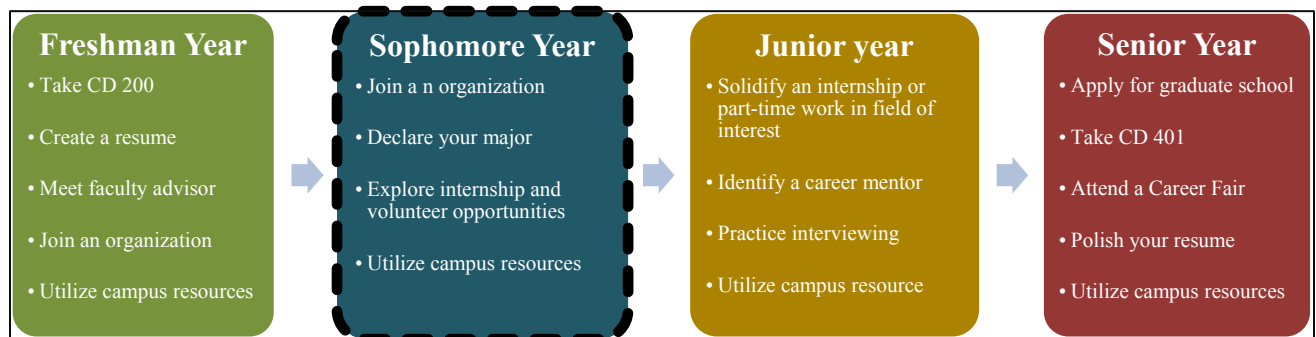 Freshman Year
• Take CD 200
• Create a resume
• Meet faculty advisor
• Join an organization
• Utilize campus resources
Sophomore Year
• Join a n organization
• Declare your major
• Explore internship and
volunteer opportunities
• Utilize campus resources
Junior year
• Solidify an internship or
part-time work in field of
interest
• Identify a career mentor
• Practice interviewing
• Utilize campus resource
Senior Year
• Apply for graduate school
• Take CD 401
• Attend a Career Fair
• Polish your resume
• Utilize campus resources